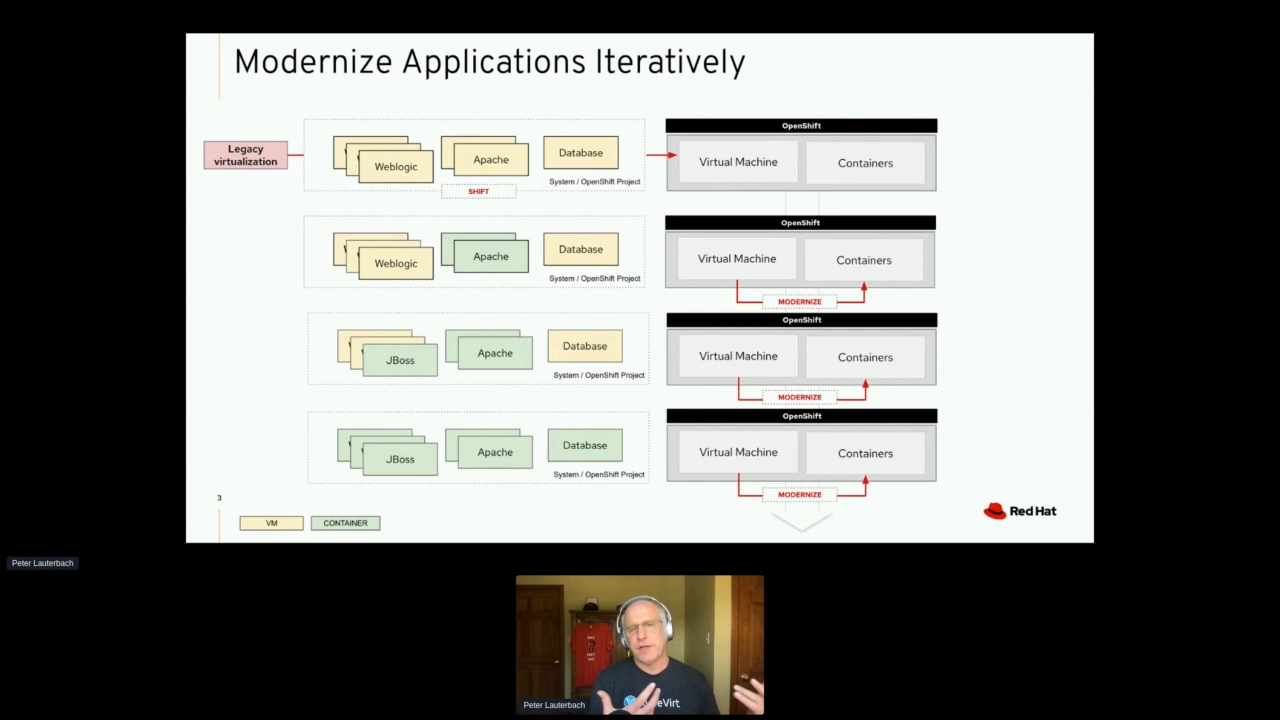 Modernize Applications Iteratively
Legacy
virtualization
Weblogic
Apache
Database
System / OpenShift Project
SHIFT
OpenShift
Virtual Machine
Containers
Weblogic
Apache
Database
System / OpenShift Project
OpenShift
Virtual Machine
Containers
MODERNIZE
JBoss
Apache
Database
System / OpenShift Project
OpenShift
Virtual Machine
Containers
MODERNIZE
JBoss
Apache
Database
System / OpenShift Project
OpenShift
Virtual Machine
Containers
MODERNIZE
3
VM
CONTAINER
Red Hat
Peter Lauterbach
Peter Lauterbach